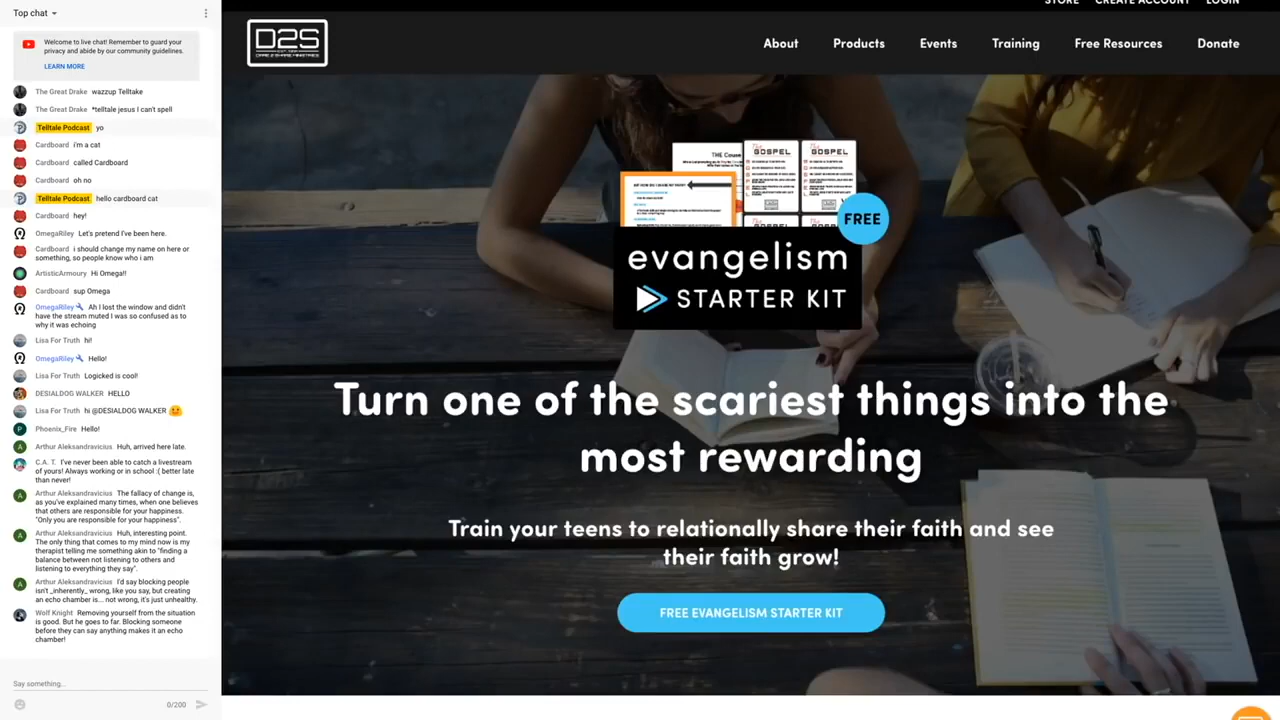 Top chat
Welcome to live chat! Remember to guard your
privacy and abide by our community guidelines.
LEARN MORE
The Great Drake wazzup Telltake
The Great Drake *telltale jesus I can't spell
Telltale Podcast yo
Cardboard i'm a cat
Cardboard called Cardboard
Cardboard oh no
Telltale Podcast hello cardboard cat
Cardboard hey!
OmegaRiley Let's pretend I've been here.
Cardboard i should change my name on here or
something, so people know who i am
ArtisticArmoury Hi Omega!!
Cardboard sup Omega
OmegaRiley Ah I lost the window and didn't
have the stream muted I was so confused as to
why it was echoing
Lisa For Truth hi!
OmegaRiley Hello!
Lisa For Truth Logicked is cool!
DESIALDOG WALKER HELLO
Lisa For Truth hi @DESIALDOG WALKER
Phoenix_Fire Hello!
Arthur Aleksandravicius Huh, arrived here late.
C.A. T. I've never been able to catch a livestream
of yours! Always working or in school :( better late
than never!
Arthur Aleksandravicius The fallacy of change is,
as you've explained many times, when one believes
that others are responsible for your happiness.
"Only you are responsible for your happiness".
Arthur Aleksandravicius Huh, interesting point.
The only thing that comes to my mind now is my
therapist telling me something akin to "finding a
balance between not listening to others and
listening to everything they say".
Arthur Aleksandravicius I'd say blocking people
isn't _inherently_ wrong, like you say, but creating
an echo chamber is... not wrong, it's just unhealthy.
Wolf Knight Removing yourself from the situation
is good. But he goes to far. Blocking someone
before they can say anything makes it an echo
chamber!
Say something...
0/200
STORE CREATE ACCOUNT LOGIN
D2S
About Products Events Training Free Resources Donate
THE Cause
The GOSPEL
The GOSPEL
FREE
evangelism
STARTER KIT
Turn one of the scariest things into the
most rewarding
Train your teens to relationally share their faith and see
their faith grow!
FREE EVANGELISM STARTER KIT